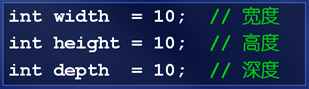 int width  = 10;  // 宽度
int height = 10;  // 高度
int depth  = 10;  // 深度